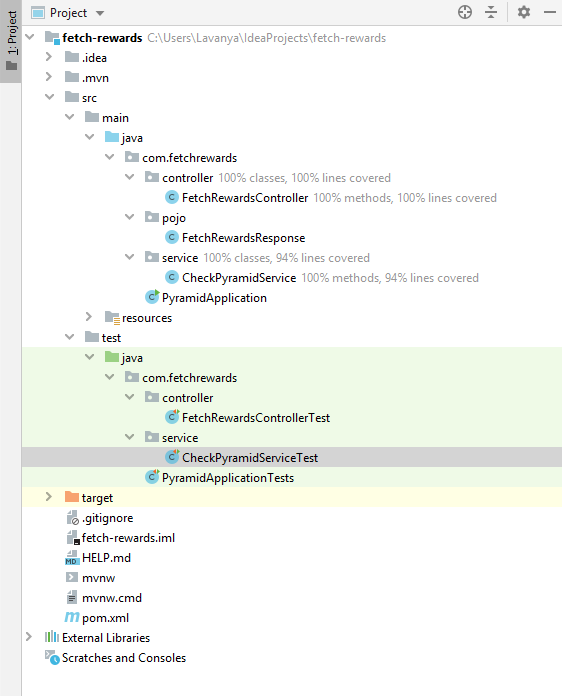 1: Project
Project
fetch-rewards C:\Users\Lavanya\IdeaProjects\fetch-rewards
.idea
.mvn
src
main
java
com.fetchrewards
controller 100% classes, 100% lines covered
C FetchRewardsController 100% methods, 100% lines covered
pojo
C FetchRewardsResponse
service 100% classes, 94% lines covered
C CheckPyramidService 100% methods, 94% lines covered
C PyramidApplication
resources
test
java
com.fetchrewards
controller
C FetchRewardsControllerTest
service
C CheckPyramidServiceTest
C PyramidApplicationTests
target
.gitignore
fetch-rewards.iml
MD HELP.md
mvnw
mvnw.cmd
m pom.xml
External Libraries
Scratches and Consoles